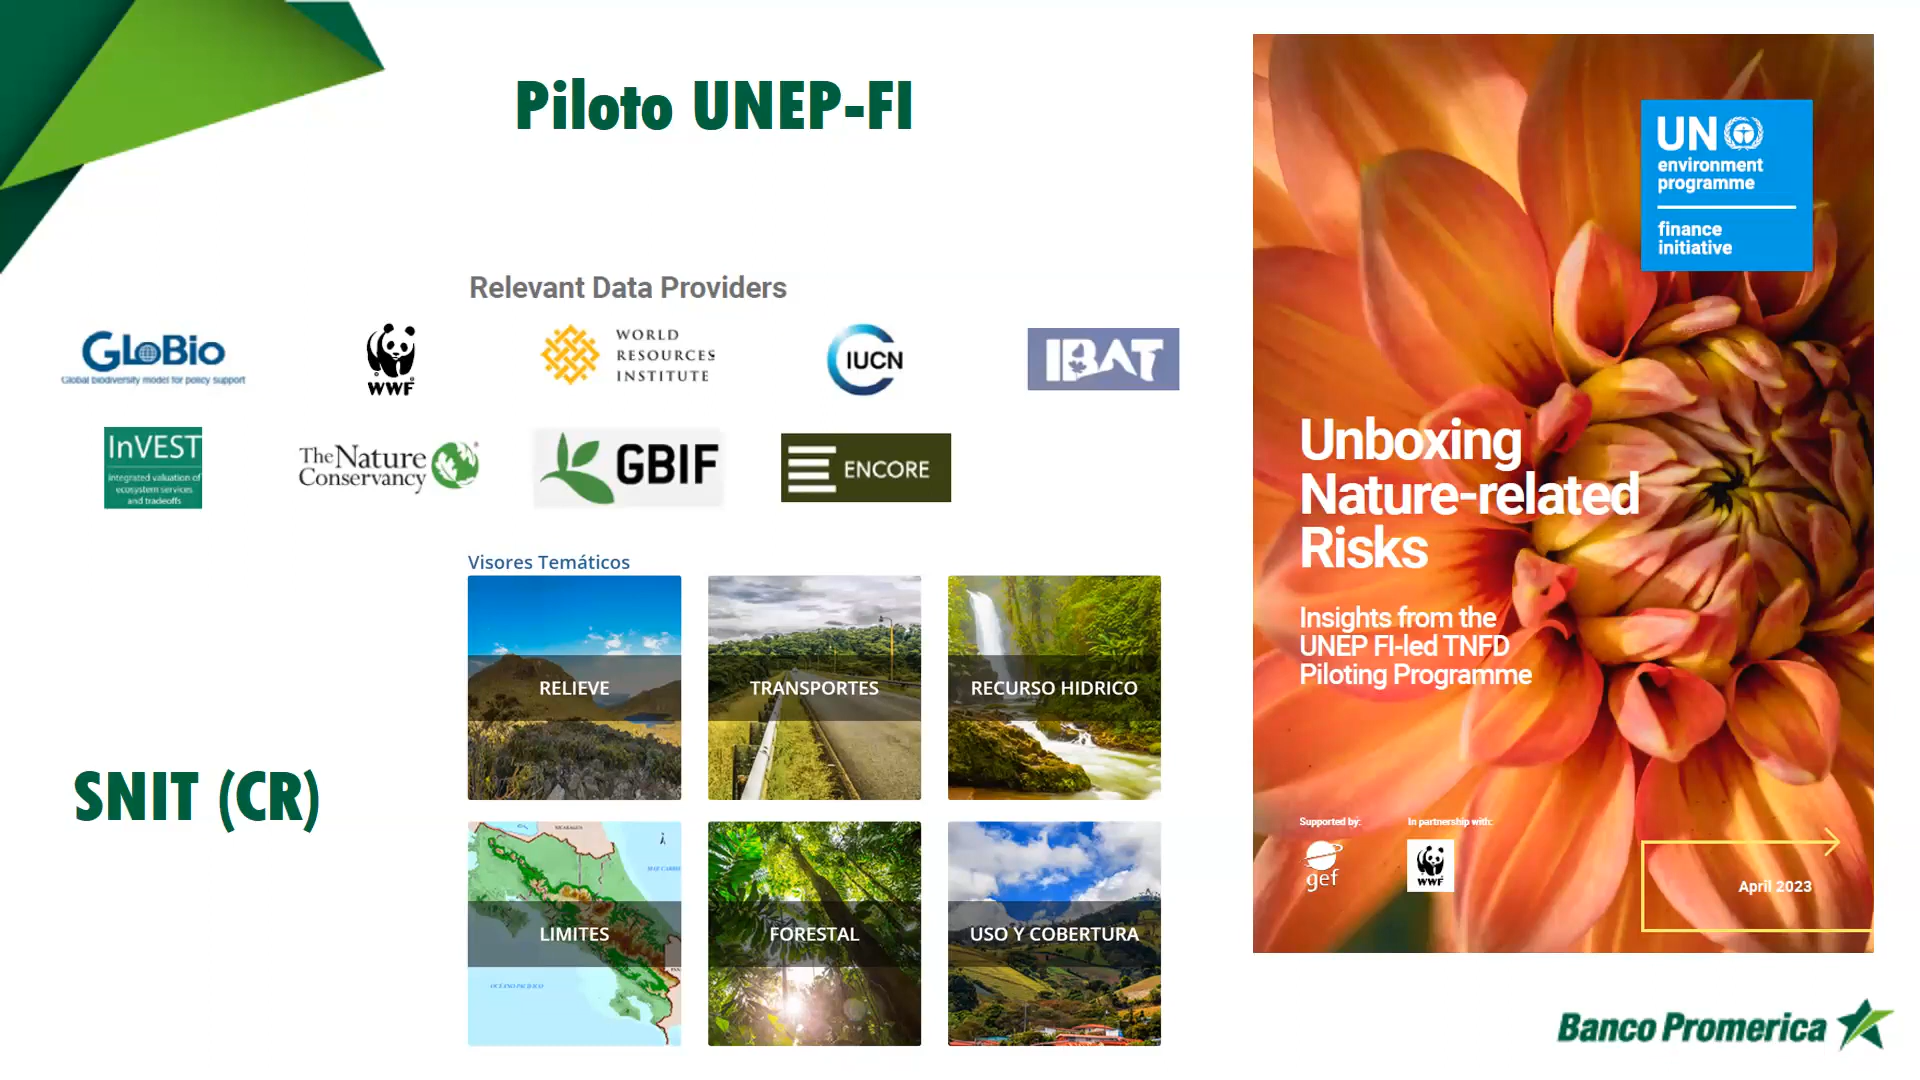 Piloto UNEP-FI
Relevant Data Providers
GLOBIO
Global biodiversity model for policy support
WWF
WORLD
RESOURCES
INSTITUTE
IUCN
IBAT
InVEST
integrated valuation of
ecosystem services
and tradeoffs
The Nature
Conservancy
GBIF
ENCORE
Visores Temáticos
RELIEVE
TRANSPORTES
RECURSO HIDRICO
SNIT (CR)
NICARAGUA
LIMITES
OCÉANO PACÍFICO
FORESTAL
USO Y COBERTURA
UN
environment
programme
finance
initiative
Unboxing
Nature-related
Risks
Insights from the
UNEP FI-led TNFD
Piloting Programme
Supported by:
gef
In partnership with:
WWF
April 2023
Banco Promerica